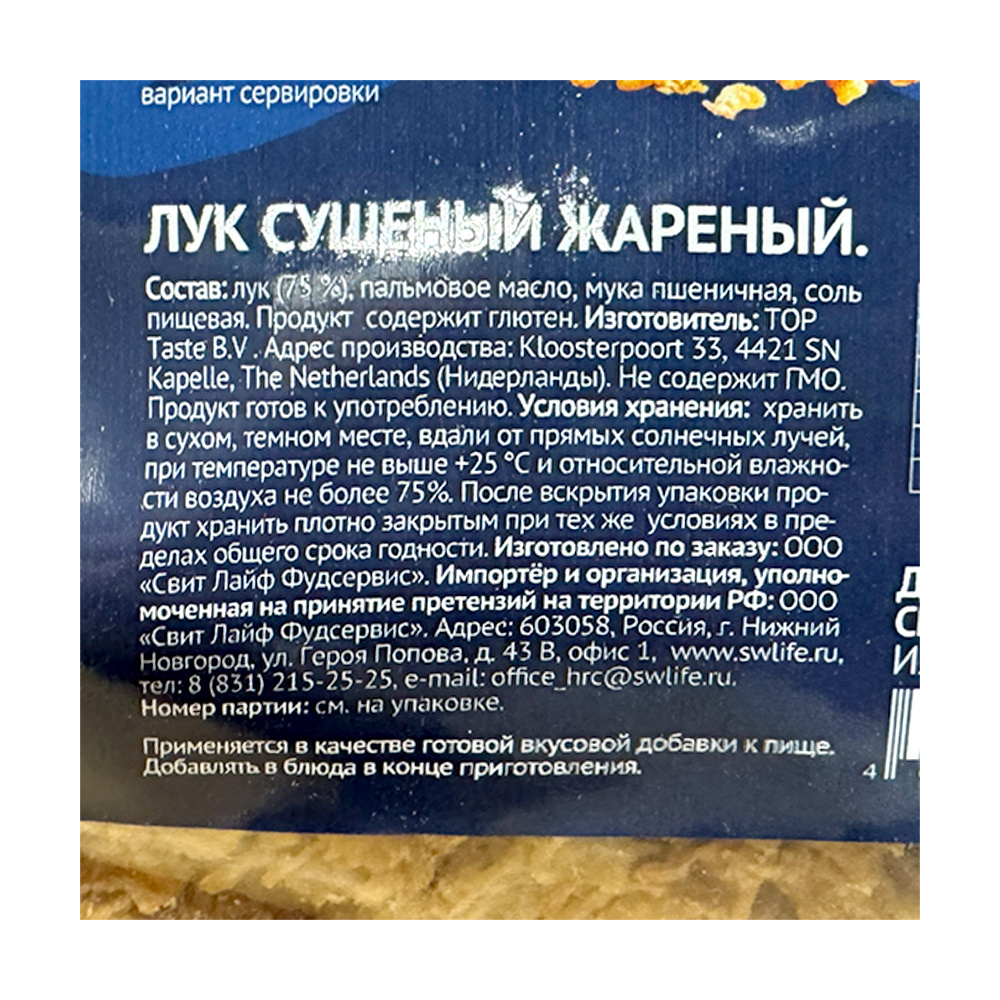 вариант сервировки
ЛУК СУШЕНЫЙ ЖАРЕНЫЙ.
Состав: лук (75 %), пальмовое масло, мука пшеничная, соль
пищевая. Продукт содержит глютен. Изготовитель: TOP
Taste B.V . Адрес производства: Kloosterpoort 33, 4421 SN
Kapelle, The Netherlands (Нидерланды). Не содержит ГМО.
Продукт готов к употреблению. Условия хранения: хранить
в сухом, темном месте, вдали от прямых солнечных лучей,
при температуре не выше +25 °С и относительной влажно-
сти воздуха не более 75%. После вскрытия упаковки про-
дукт хранить плотно закрытым при тех же условиях в пре-
делах общего срока годности. Изготовлено по заказу: ООО
«Свит Лайф Фудсервис». Импортёр и организация, уполно-
моченная на принятие претензий на территории РФ: ООО
«Свит Лайф Фудсервис». Адрес: 603058, Россия, г. Нижний
Новгород, ул. Героя Попова, д. 43 В, офис 1, www.swlife.ru,
тел: 8 (831) 215-25-25, e-mail: office_hrc@swlife.ru.
Номер партии: см. на упаковке.
Применяется в качестве готовой вкусовой добавки к пище.
Добавлять в блюда в конце приготовления.
4